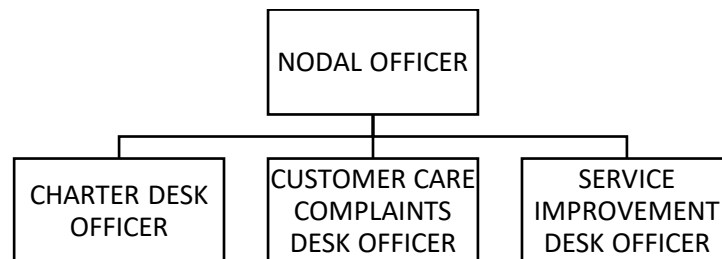 NODAL OFFICER
CHARTER DESK
OFFICER
CUSTOMER CARE
COMPLAINTS
DESK OFFICER
SERVICE
IMPROVEMENT
DESK OFFICER